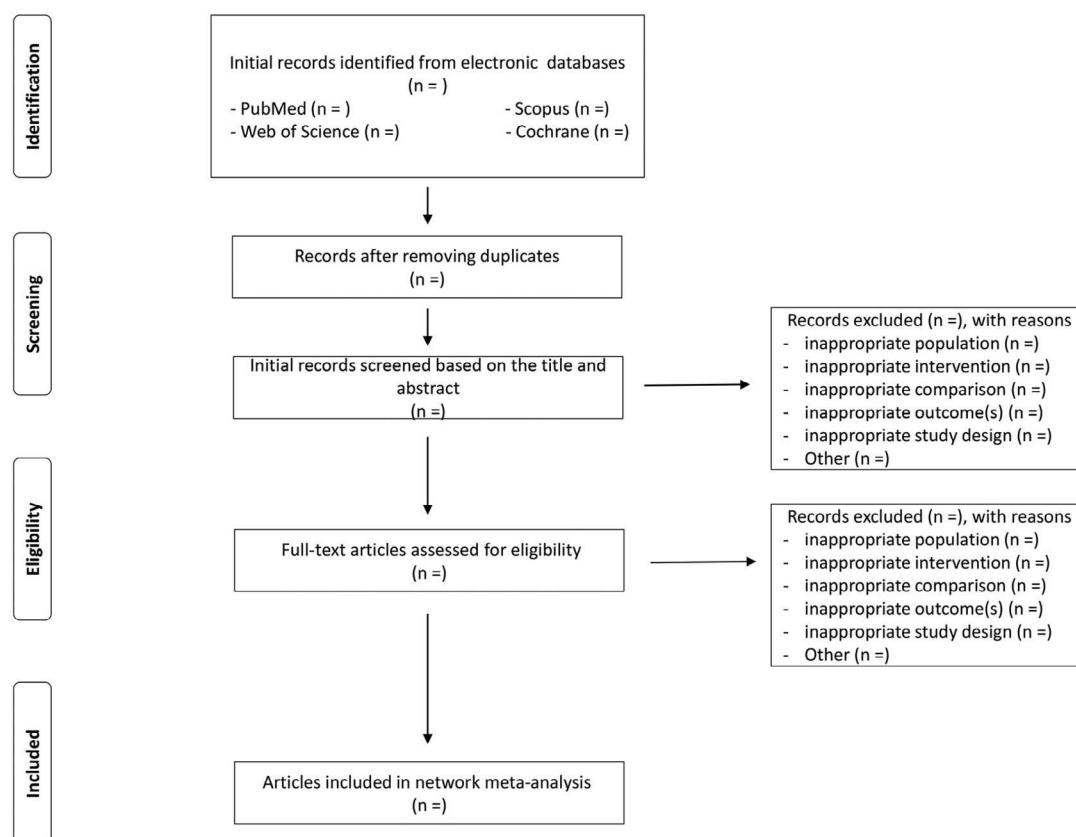 Identification
Initial records identified from electronic databases
(n = )
- PubMed (n = )
- Scopus (n =)
- Web of Science (n =)
- Cochrane (n =)
Screening
Records after removing duplicates
(n =)
Initial records screened based on the title and
abstract
(n =)
Records excluded (n =), with reasons
- inappropriate population (n =)
- inappropriate intervention (n =)
- inappropriate comparison (n =)
- inappropriate outcome(s) (n =)
- inappropriate study design (n =)
- Other (n =)
Eligibility
Full-text articles assessed for eligibility
(n =)
Records excluded (n =), with reasons
- inappropriate population (n =)
- inappropriate intervention (n =)
- inappropriate comparison (n =)
- inappropriate outcome(s) (n =)
- inappropriate study design (n =)
- Other (n =)
Included
Articles included in network meta-analysis
(n =)